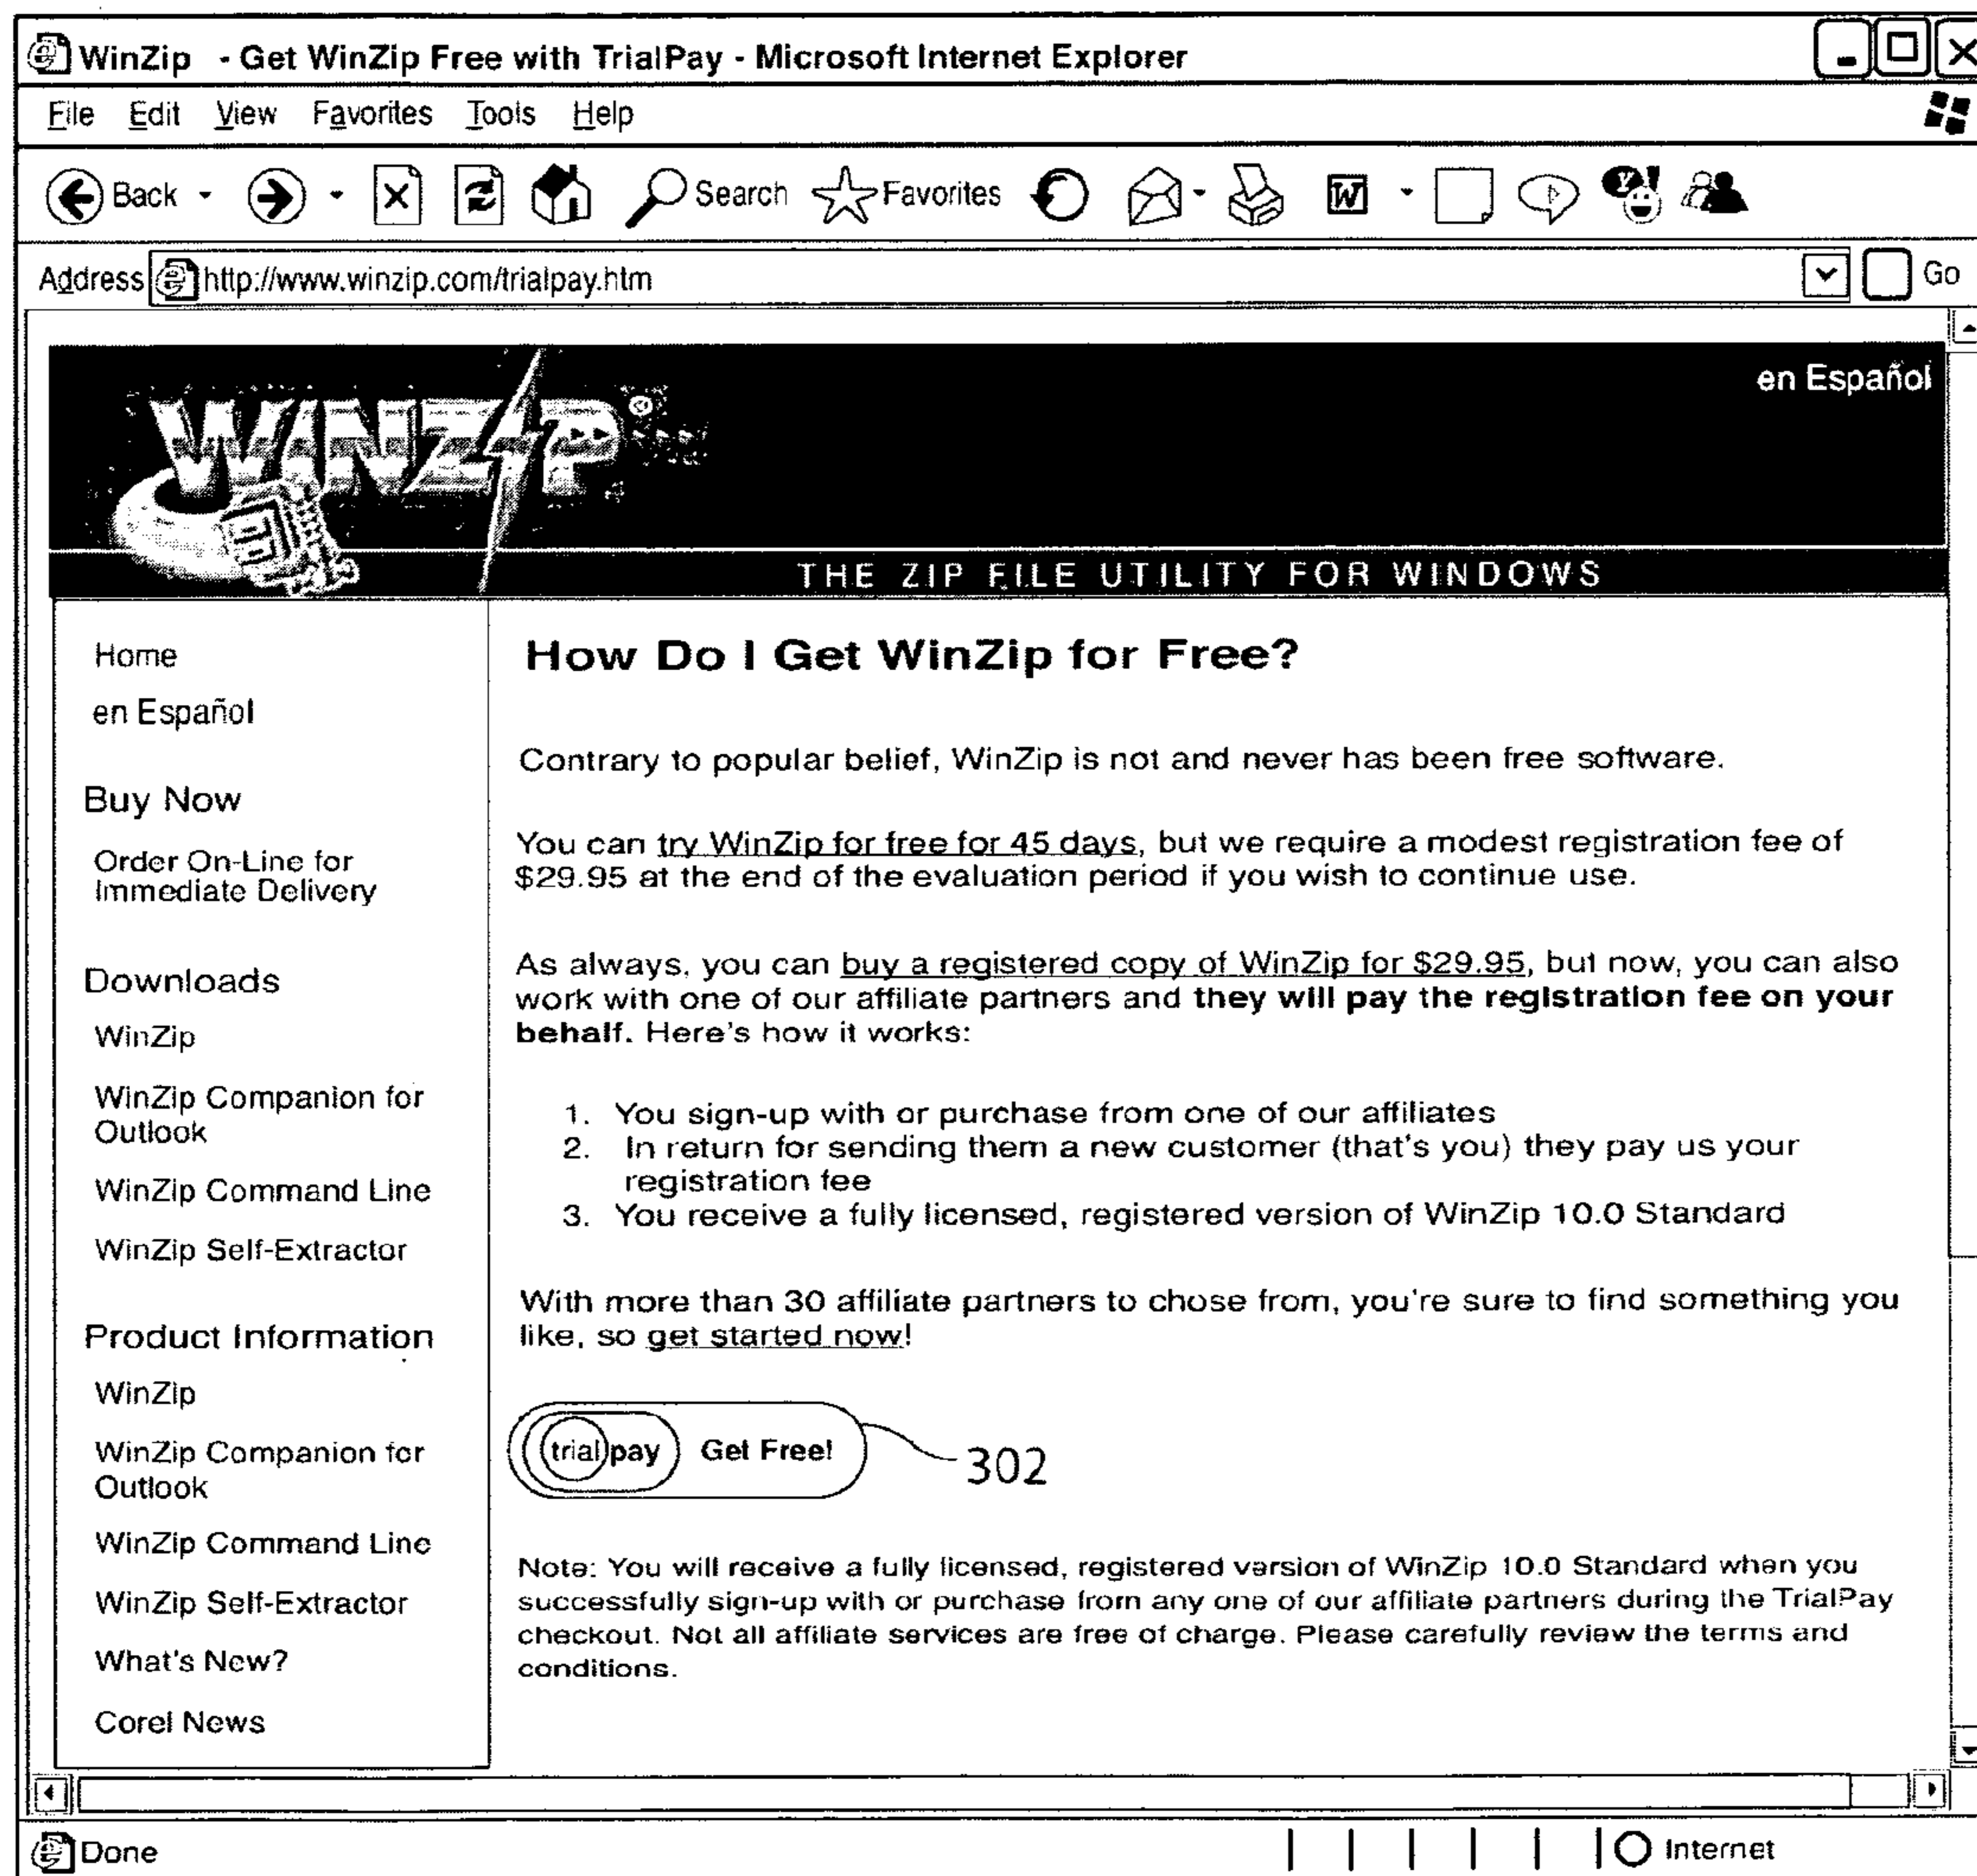 WinZip - Get WinZip Free with TrialPay - Microsoft Internet Explorer
File Edit View Favorites Tools Help
Back Search Favorites W Y!
Address http://www.winzip.com/trialpay.htm Go
en Español
WINZIP
THE ZIP FILE UTILITY FOR WINDOWS
Home
en Español
Buy Now
Order On-Line for
Immediate Delivery
Downloads
WinZip
WinZip Companion for
Outlook
WinZip Command Line
WinZip Self-Extractor
Product Information
WinZip
WinZip Companion for
Outlook
WinZip Command Line
WinZip Self-Extractor
What's New?
Corel News
How Do I Get WinZip for Free?
Contrary to popular belief, WinZip is not and never has been free software.
You can try WinZip for free for 45 days, but we require a modest registration fee of
$29.95 at the end of the evaluation period if you wish to continue use.
As always, you can buy a registered copy of WinZip for $29.95, but now, you can also
work with one of our affiliate partners and they will pay the registration fee on your
behalf. Here's how it works:
1. You sign-up with or purchase from one of our affiliates
2. In return for sending them a new customer (that's you) they pay us your
registration fee
3. You receive a fully licensed, registered version of WinZip 10.0 Standard
With more than 30 affiliate partners to chose from, you're sure to find something you
like, so get started now!
trialpay Get Free!
302
Note: You will receive a fully licensed, registered version of WinZip 10.0 Standard when you
successfully sign-up with or purchase from any one of our affiliate partners during the TrialPay
checkout. Not all affiliate services are free of charge. Please carefully review the terms and
conditions.
Done Internet